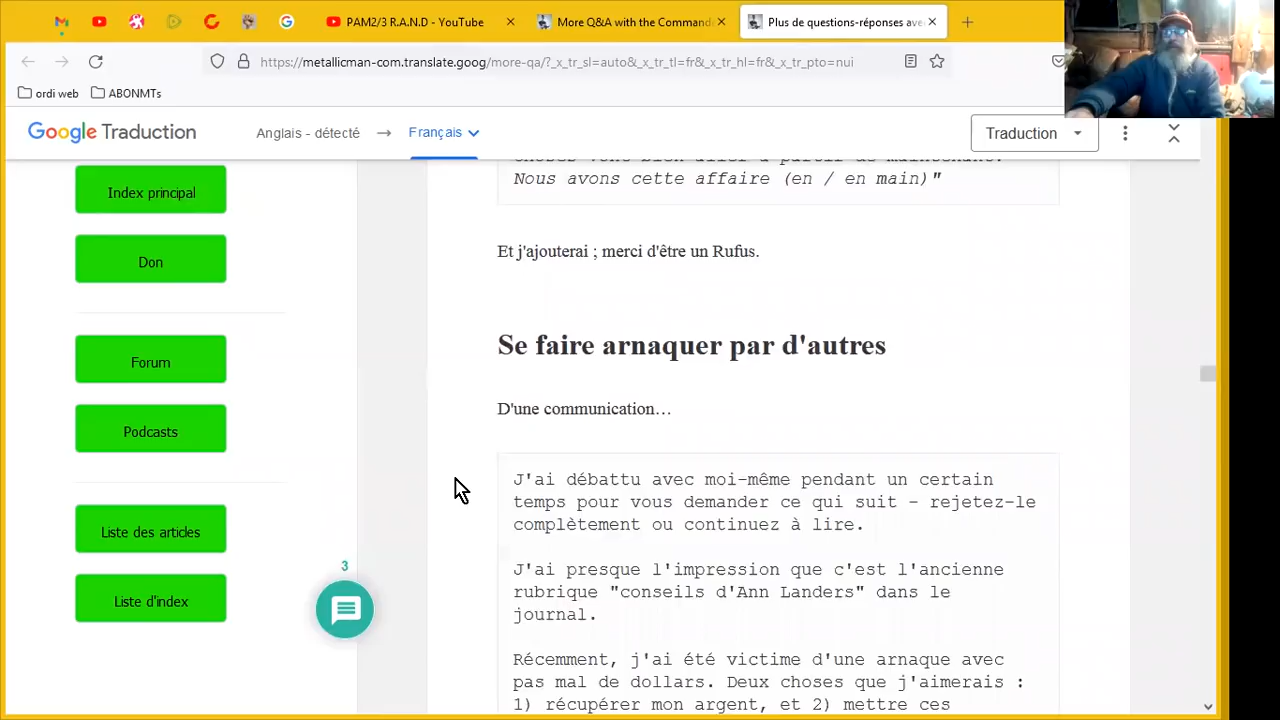 PAM2/3 R.A.N.D - YouTube
More Q&A with the Command
Plus de questions-réponses ave
https://metallicman-com.translate.goog/more-qa/?_x_tr_sl=auto&_x_tr_tl=fr&_x_tr_hl=fr&_x_tr_pto=nui
ordi web
ABONMTs
Google Traduction
Anglais - détecté
Français
Traduction
Nous avons cette affaire (en / en main)"
Index principal
Don
Forum
Podcasts
Liste des articles
Liste d'index
3
Et j'ajouterai ; merci d'être un Rufus.
Se faire arnaquer par d'autres
D'une communication…
J'ai débattu avec moi-même pendant un certain
temps pour vous demander ce qui suit - rejetez-le
complètement ou continuez à lire.
J'ai presque l'impression que c'est l'ancienne
rubrique "conseils d'Ann Landers" dans le
journal.
Récemment, j'ai été victime d'une arnaque avec
pas mal de dollars. Deux choses que j'aimerais :
1) récupérer mon argent, et 2) mettre ces